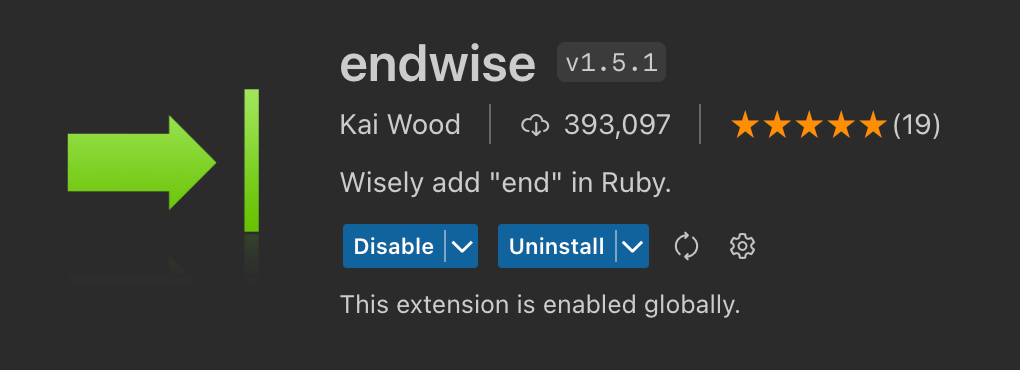 endwise v1.5.1
Kai Wood 393,097 (19)
Wisely add "end" in Ruby.
Disable Uninstall
This extension is enabled globally.